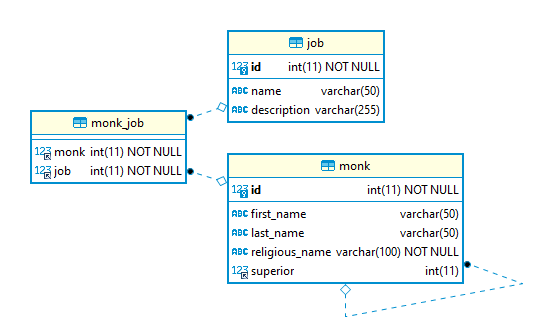 job
123 id int(11) NOT NULL
ABC name varchar(50)
ABC description varchar(255)
monk_job
123 monk int(11) NOT NULL
123 job int(11) NOT NULL
monk
123 id int(11) NOT NULL
ABC first_name varchar(50)
ABC last_name varchar(50)
ABC religious_name varchar(100) NOT NULL
123 superior int(11)